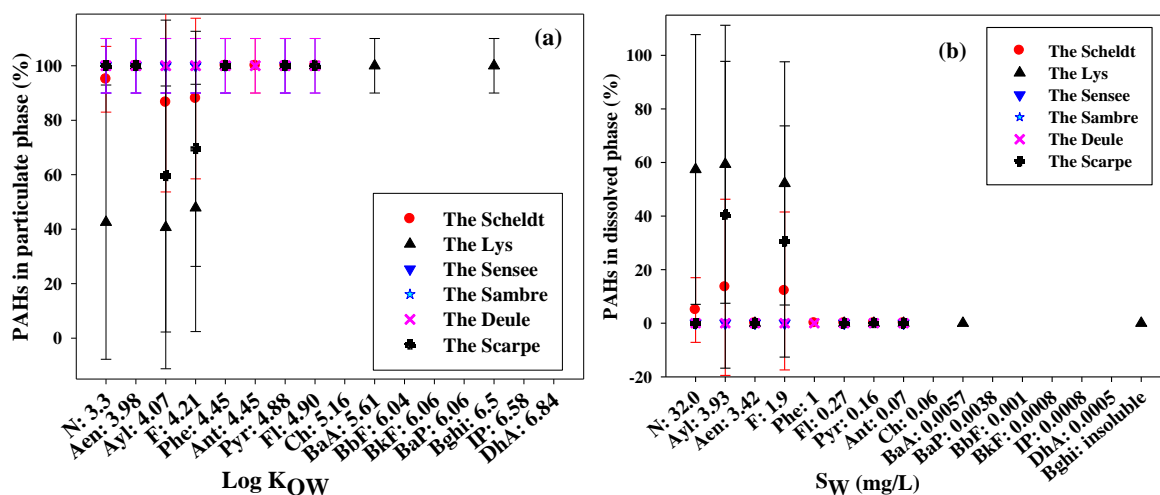 (a)
PAHs in particulate phase (%)
100
80
60
40
20
0
The Scheldt
The Lys
The Sensee
The Sambre
The Deule
The Scarpe
N: 3.3
Aen: 3.98
Ayl: 4.07
F: 4.21
Phe: 4.45
Ant: 4.45
Pyr: 4.88
Fl: 4.90
Ch: 5.16
BaA: 5.61
BbF: 6.04
BkF: 6.06
BaP: 6.06
Bghi: 6.5
IP: 6.58
DhA: 6.84
Log KOW
(b)
PAHs in dissolved phase (%)
120
100
80
60
40
20
0
-20
The Scheldt
The Lys
The Sensee
The Sambre
The Deule
The Scarpe
N: 32.0
Ayl: 3.93
Aen: 3.42
F: 1.9
Phe: 1
Fl: 0.27
Pyr: 0.16
Ant: 0.07
Ch: 0.06
BaA: 0.0057
BaP: 0.0038
BbF: 0.001
BkF: 0.0008
IP: 0.0008
DhA: 0.0005
Bghi: insoluble
SW (mg/L)